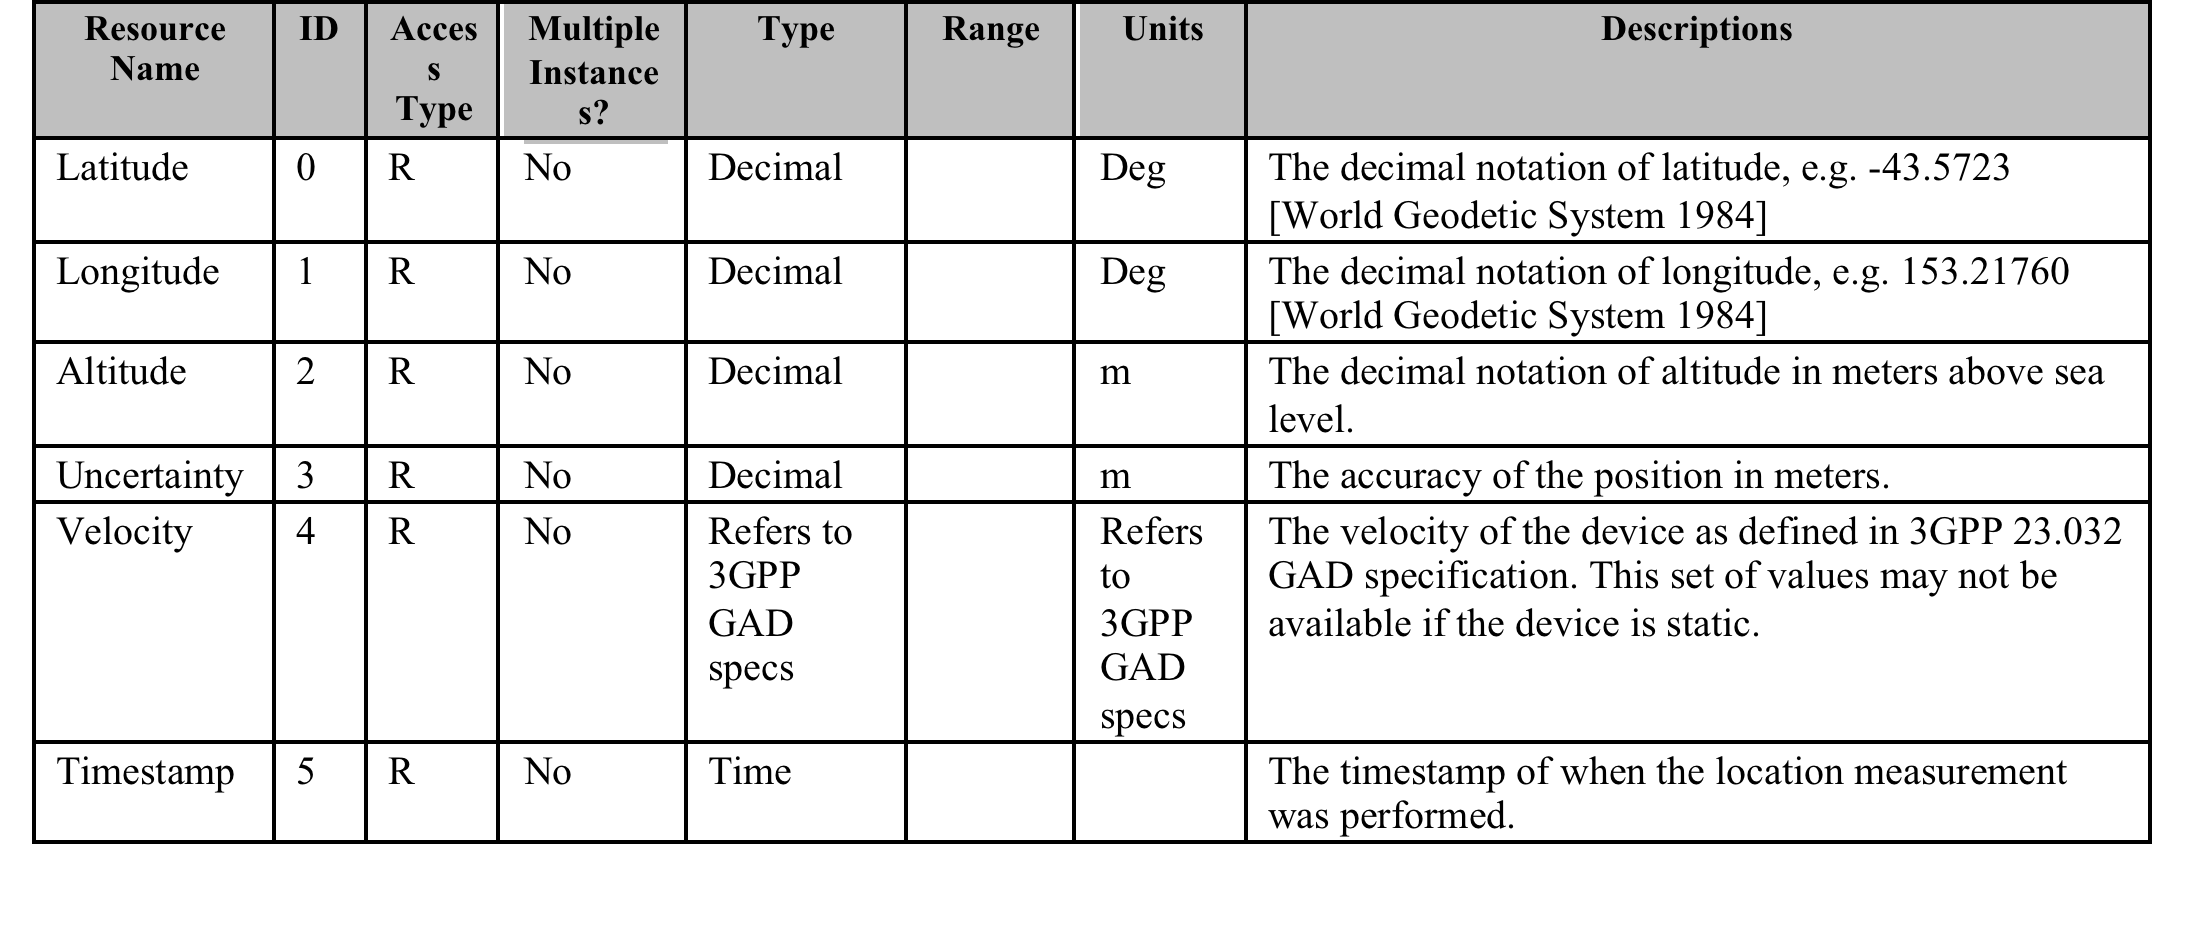 Resource Name ID Access Type Multiple Instances? Type Range Units Descriptions
Latitude 0 R No Decimal Deg The decimal notation of latitude, e.g. -43.5723
[World Geodetic System 1984]
Longitude 1 R No Decimal Deg The decimal notation of longitude, e.g. 153.21760
[World Geodetic System 1984]
Altitude 2 R No Decimal m The decimal notation of altitude in meters above sea
level.
Uncertainty 3 R No Decimal m The accuracy of the position in meters.
Velocity 4 R No Refers to 3GPP GAD specs Refers to 3GPP GAD specs The velocity of the device as defined in 3GPP 23.032
GAD specification. This set of values may not be
available if the device is static.
Timestamp 5 R No Time The timestamp of when the location measurement
was performed.